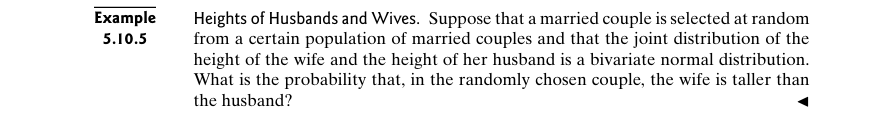 Example Heights of Husbands and Wives. Suppose that a married couple is selected at random
5.10.5 from a certain population of married couples and that the joint distribution of the
height of the wife and the height of her husband is a bivariate normal distribution.
What is the probability that, in the randomly chosen couple, the wife is taller than
the husband? ◄